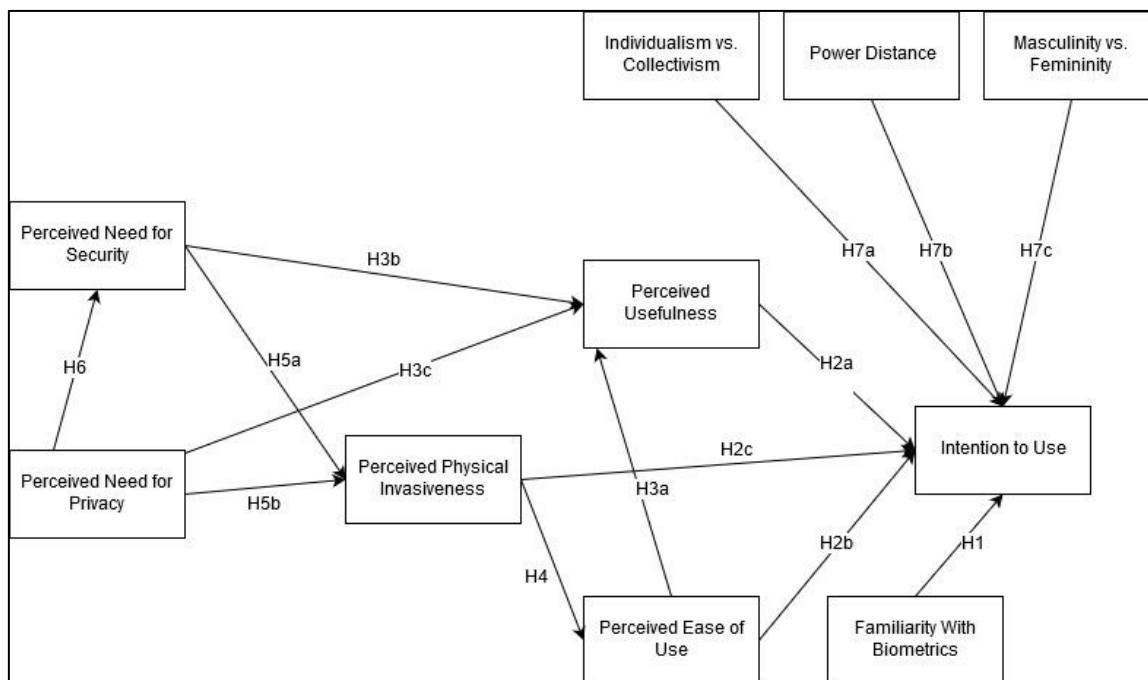 Individualism vs.
Collectivism
Power Distance
Masculinity vs.
Femininity
Perceived Need for
Security
H3b
H7a
H7b
H7c
Perceived
Usefulness
H6
H5a
H3c
H2a
Perceived Need for
Privacy
H5b
Perceived Physical
Invasiveness
H2c
Intention to Use
H3a
H4
H2b
H1
Perceived Ease of
Use
Familiarity With
Biometrics